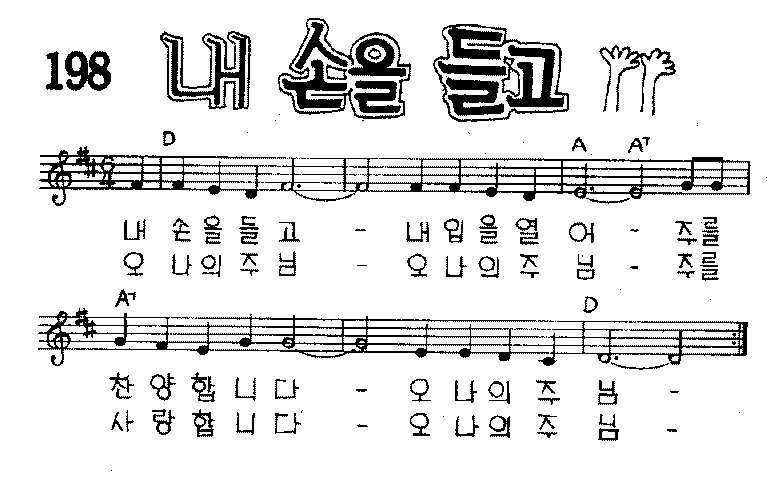 198 내 손을 들고
D A A7
내 손을들고 - 내입을열어 - 주를
오 나의주님 - 오나의주님 - 주를
A7 D
찬양합니다 - 오나의주님 -
사랑합니다 - 오나의주님 -